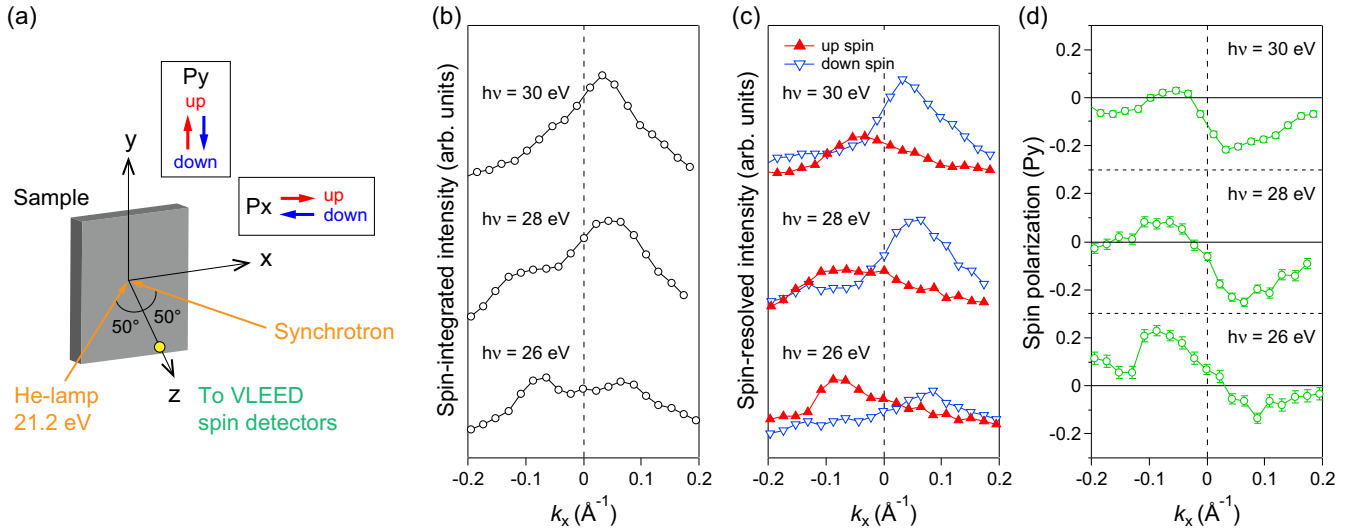 (a)
Py
up
down
Px
up
down
Sample
y
x
z
50°
50°
Synchrotron
He-lamp
21.2 eV
To VLEED
spin detectors
(b)
Spin-integrated intensity (arb. units)
hν = 30 eV
hν = 28 eV
hν = 26 eV
-0.2 -0.1 0 0.1 0.2
kx (Å⁻¹)
(c)
Spin-resolved intensity (arb. units)
up spin
down spin
hν = 30 eV
hν = 28 eV
hν = 26 eV
-0.2 -0.1 0 0.1 0.2
kx (Å⁻¹)
(d)
Spin polarization (Py)
0.2
hν = 30 eV
0
-0.2
0.2
hν = 28 eV
0
-0.2
0.2
hν = 26 eV
0
-0.2
-0.2 -0.1 0 0.1 0.2
kx (Å⁻¹)